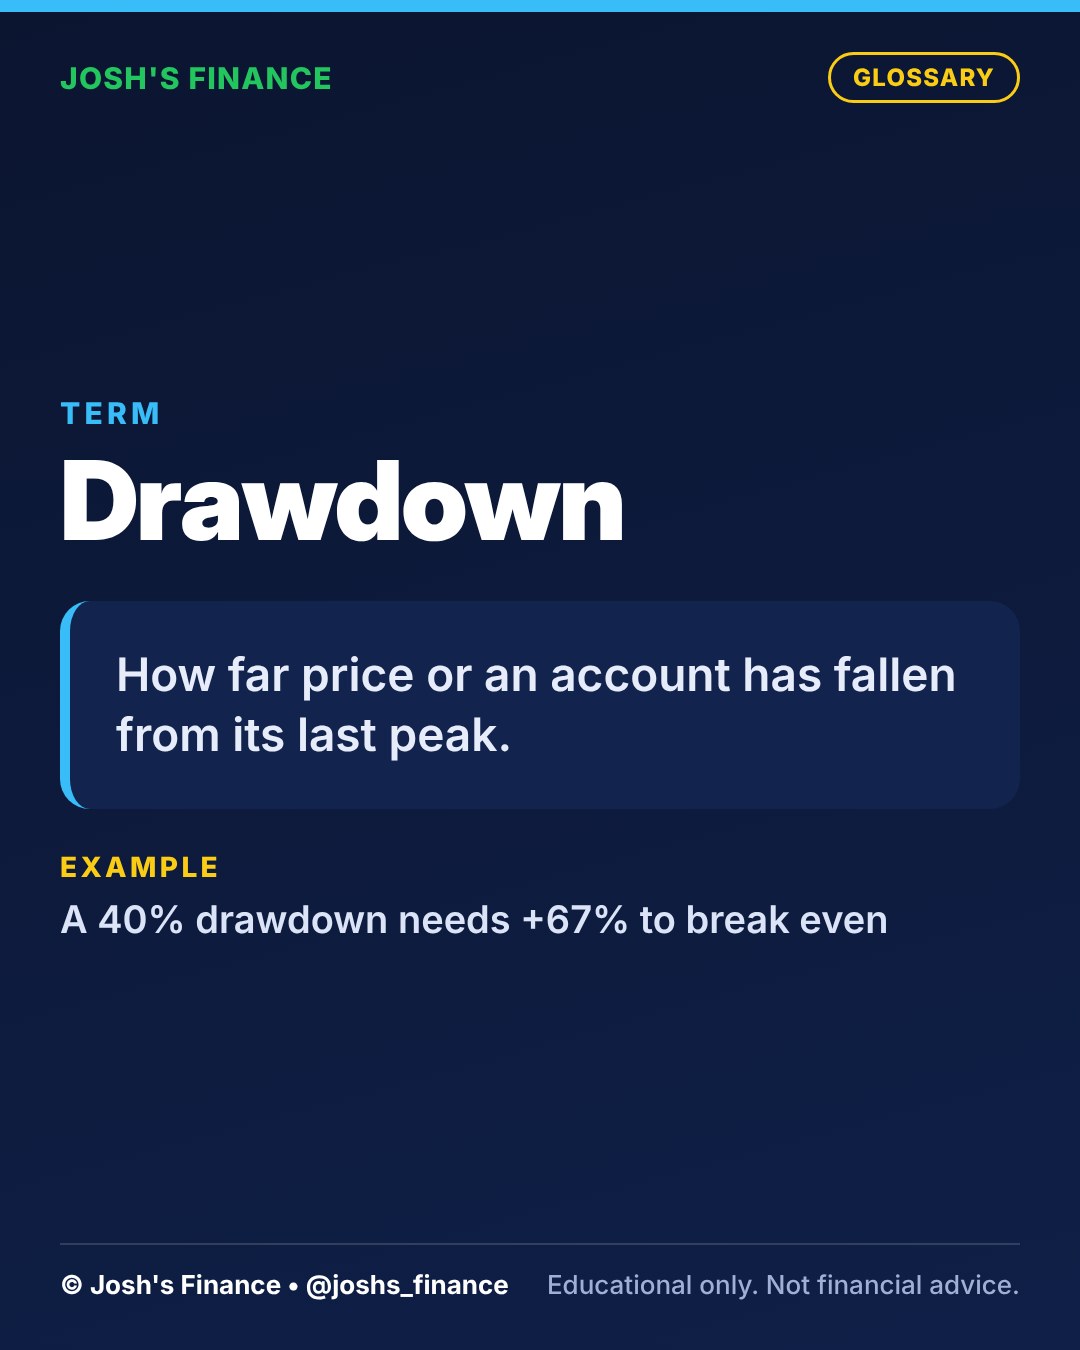 JOSH'S FINANCE
GLOSSARY
TERM
Drawdown
How far price or an account has fallen
from its last peak.
EXAMPLE
A 40% drawdown needs +67% to break even
© Josh's Finance • @joshs_finance
Educational only. Not financial advice.